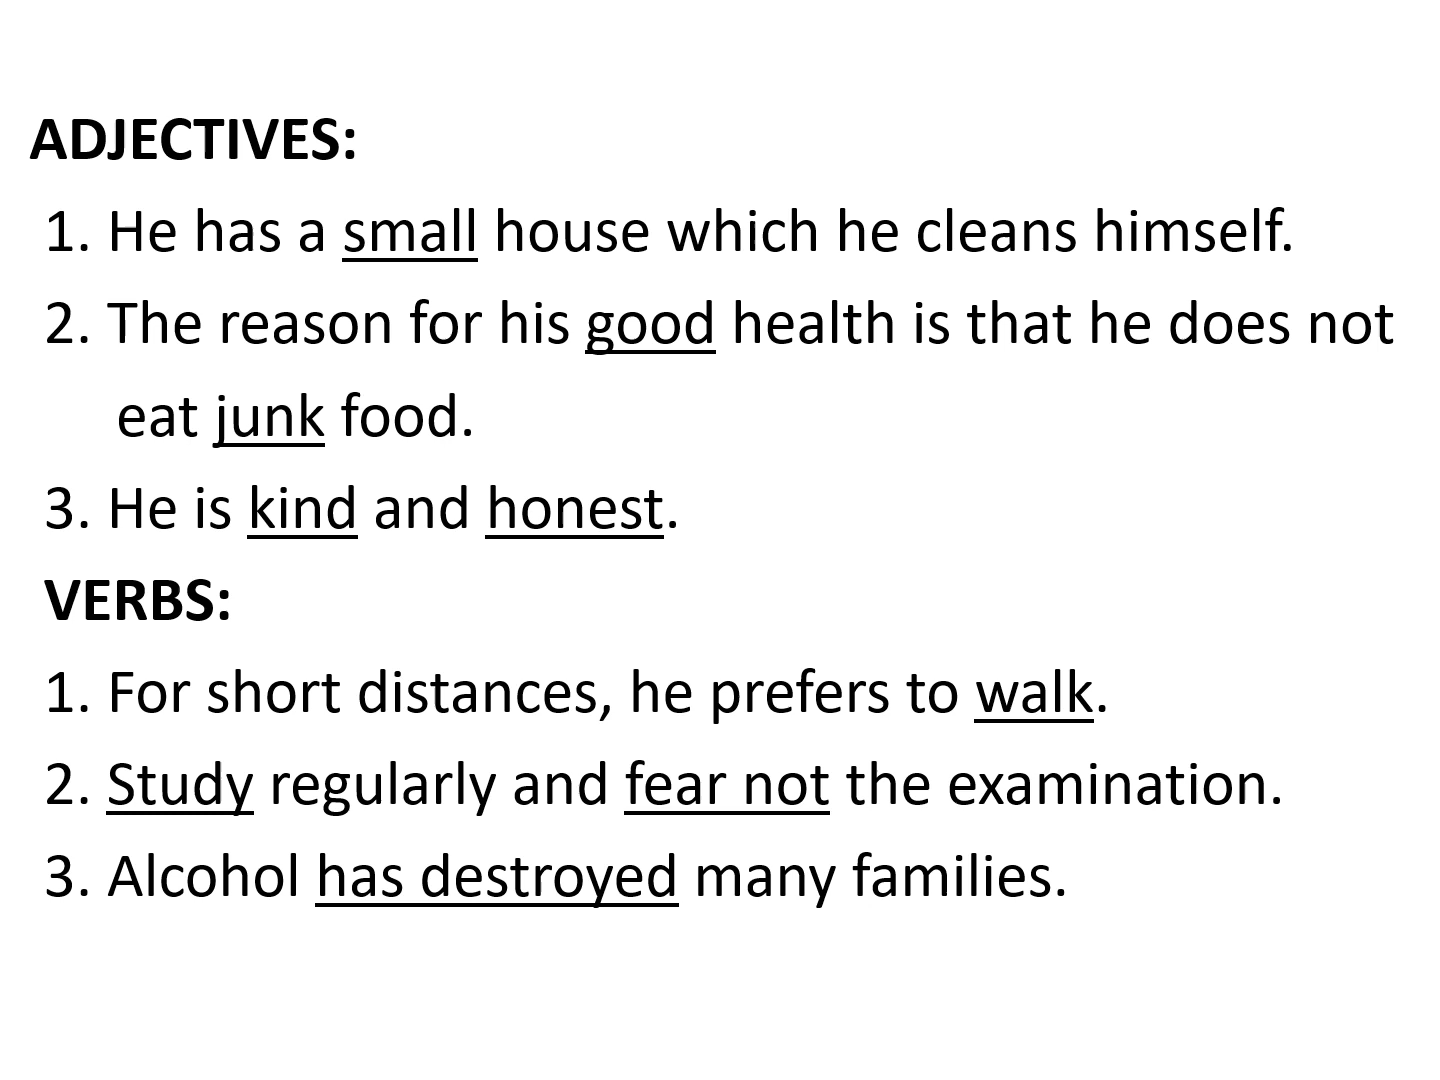 ADJECTIVES:
1. He has a small house which he cleans himself.
2. The reason for his good health is that he does not
eat junk food.
3. He is kind and honest.
VERBS:
1. For short distances, he prefers to walk.
2. Study regularly and fear not the examination.
3. Alcohol has destroyed many families.